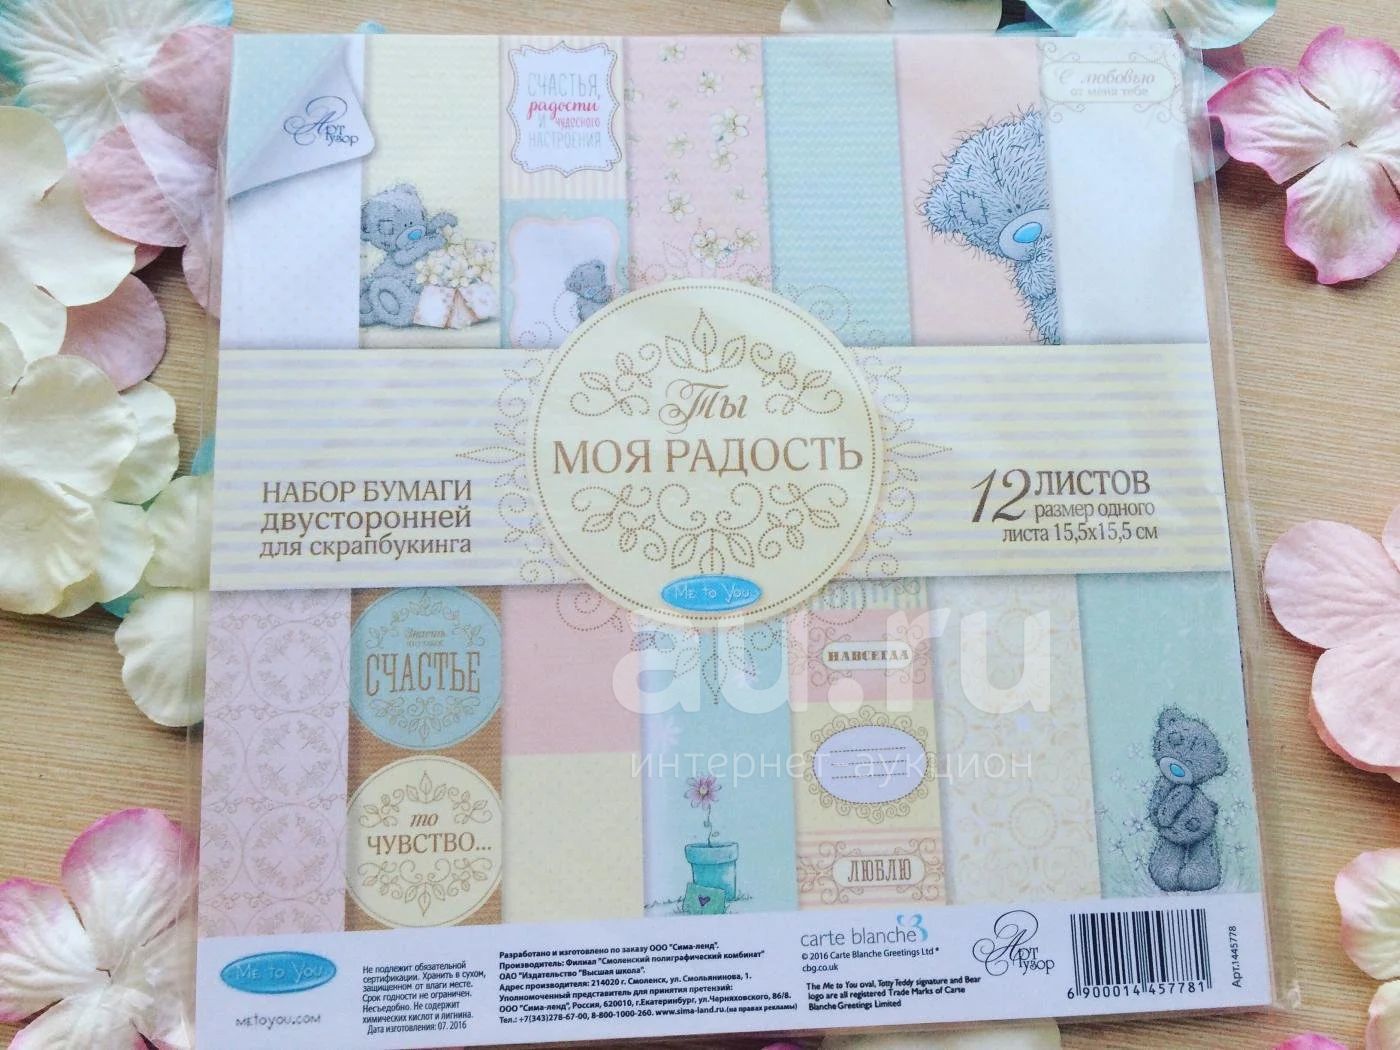 Арт Узор
СЧАСТЬЯ,
радости
И чудесного
НАСТРОЕНИЯ
С любовью
от меня тебе
Ты
МОЯ РАДОСТЬ
НАБОР БУМАГИ
ДВУСТОРОННЕЙ
для скрапбукинга
12 ЛИСТОВ
размер одного
листа 15,5х15,5 см
ME TO YOU
au.ru
интернет-аукцион
Знаешь
СЧАСТЬЕ
то
ЧУВСТВО...
НАВСЕГДА
ЛЮБЛЮ
ME TO YOU
METOYOU.COM
Не подлежит обязательной
сертификации. Хранить в сухом,
защищенном от влаги месте.
Срок годности не ограничен.
Несъедобно. Не содержит
химических кислот и лигнина.
Дата изготовления: 07. 2016
Разработано и изготовлено по заказу ООО "Сима-ленд".
Производитель: Филиал "Смоленский полиграфический комбинат"
ОАО "Издательство "Высшая школа".
Адрес производителя: 214020 г. Смоленск, ул. Смольянинова, 1.
Уполномоченный представитель для принятия претензий:
ООО "Сима-ленд", Россия, 620010, г.Екатеринбург, ул.Черняховского, 86/8.
Тел.: +7(343)278-67-00, 8-800-1000-260. www.sima-land.ru.(на правах рекламы)
carte blanche
© 2016 Carte Blanche Greetings Ltd ®
cbg.co.uk
The Me to You oval, Tatty Teddy signature and Bear
logo are all registered Trade Marks of Carte
Blanche Greetings Limited
Арт Узор
6 900014 457781
Арт.1445778